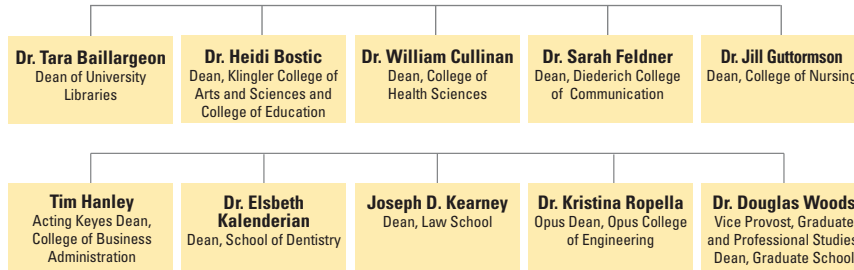 Dr. Tara Baillargeon
Dean of University
Libraries
Dr. Heidi Bostic
Dean, Klingler College of
Arts and Sciences and
College of Education
Dr. William Cullinan
Dean, College of
Health Sciences
Dr. Sarah Feldner
Dean, Diederich College
of Communication
Dr. Jill Guttormson
Dean, College of Nursing
Tim Hanley
Acting Keyes Dean,
College of Business
Administration
Dr. Elsbeth
Kalenderian
Dean, School of Dentistry
Joseph D. Kearney
Dean, Law School
Dr. Kristina Ropella
Opus Dean, Opus College
of Engineering
Dr. Douglas Woods
Vice Provost, Graduate
and Professional Studies
Dean, Graduate School